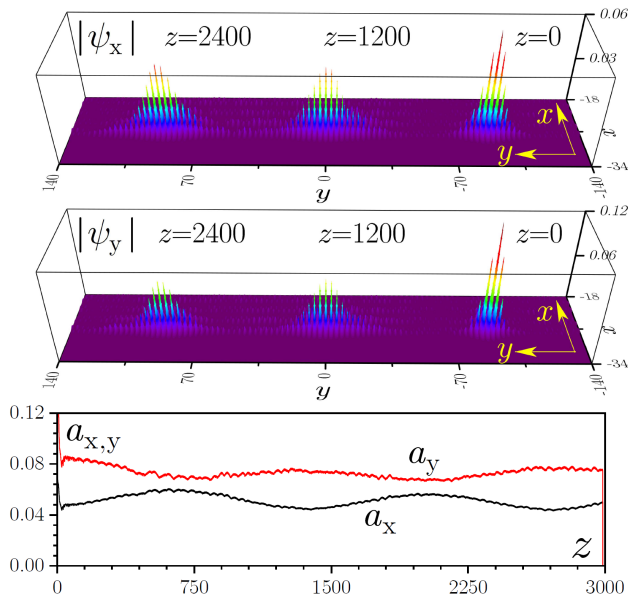 |ψx| z=2400 z=1200 z=0
0.06
0.03
-18
x
x
y
-34
140 70 0 -70 -140
y
|ψy| z=2400 z=1200 z=0
0.12
0.06
-18
x
x
y
-34
140 70 0 -70 -140
y
0.12
ax,y
ay
0.08
0.04
ax
0.00
z
0 750 1500 2250 3000